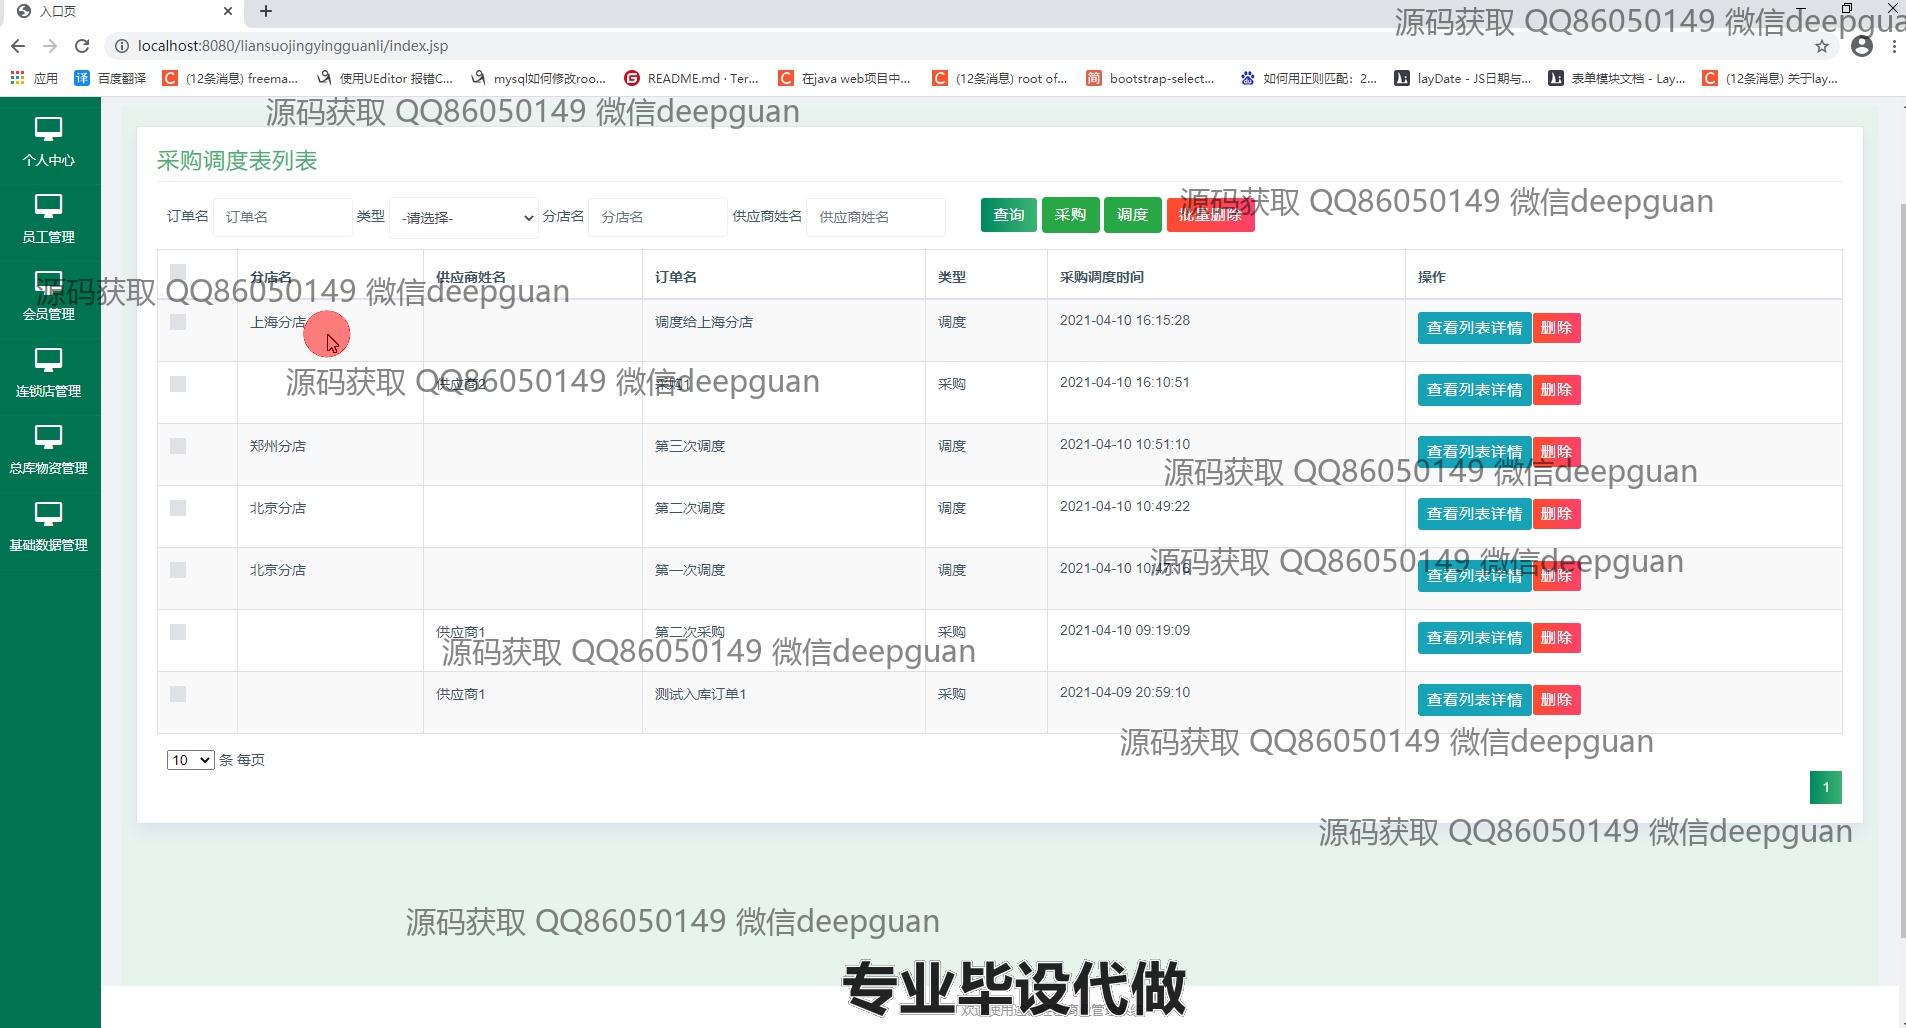 入口页
源码获取 QQ86050149 微信deepgua
localhost:8080/liansuojingyingguanli/index.jsp
应用 百度翻译 (12条消息) freema... 使用UEditor 报错C... mysql如何修改roo... README.md · Ter... 在java web项目中... (12条消息) root of... bootstrap-select... 如何用正则匹配：2... layDate - JS日期与... 表单模块文档 - Lay... (12条消息) 关于lay...
源码获取 QQ86050149 微信deepguan
个人中心
员工管理
会员管理
连锁店管理
总库物资管理
基础数据管理
采购调度表列表
源码获取 QQ86050149 微信deepguan
订单名 订单名 类型 -请选择- 分店名 分店名 供应商姓名 供应商姓名 查询 采购 调度 批量删除
分店名 供应商姓名 订单名 类型 采购调度时间 操作
源码获取 QQ86050149 微信deepguan
上海分店 调度给上海分店 调度 2021-04-10 16:15:28 查看列表详情 删除
供应商2 采购1 采购 2021-04-10 16:10:51 查看列表详情 删除
源码获取 QQ86050149 微信deepguan
郑州分店 第三次调度 调度 2021-04-10 10:51:10 查看列表详情 删除
源码获取 QQ86050149 微信deepguan
北京分店 第二次调度 调度 2021-04-10 10:49:22 查看列表详情 删除
源码获取 QQ86050149 微信deepguan
北京分店 第一次调度 调度 2021-04-10 10:47:16 查看列表详情 删除
供应商1 第二次采购 采购 2021-04-10 09:19:09 查看列表详情 删除
源码获取 QQ86050149 微信deepguan
供应商1 测试入库订单1 采购 2021-04-09 20:59:10 查看列表详情 删除
源码获取 QQ86050149 微信deepguan
10 条 每页
1
源码获取 QQ86050149 微信deepguan
源码获取 QQ86050149 微信deepguan
专业毕设代做